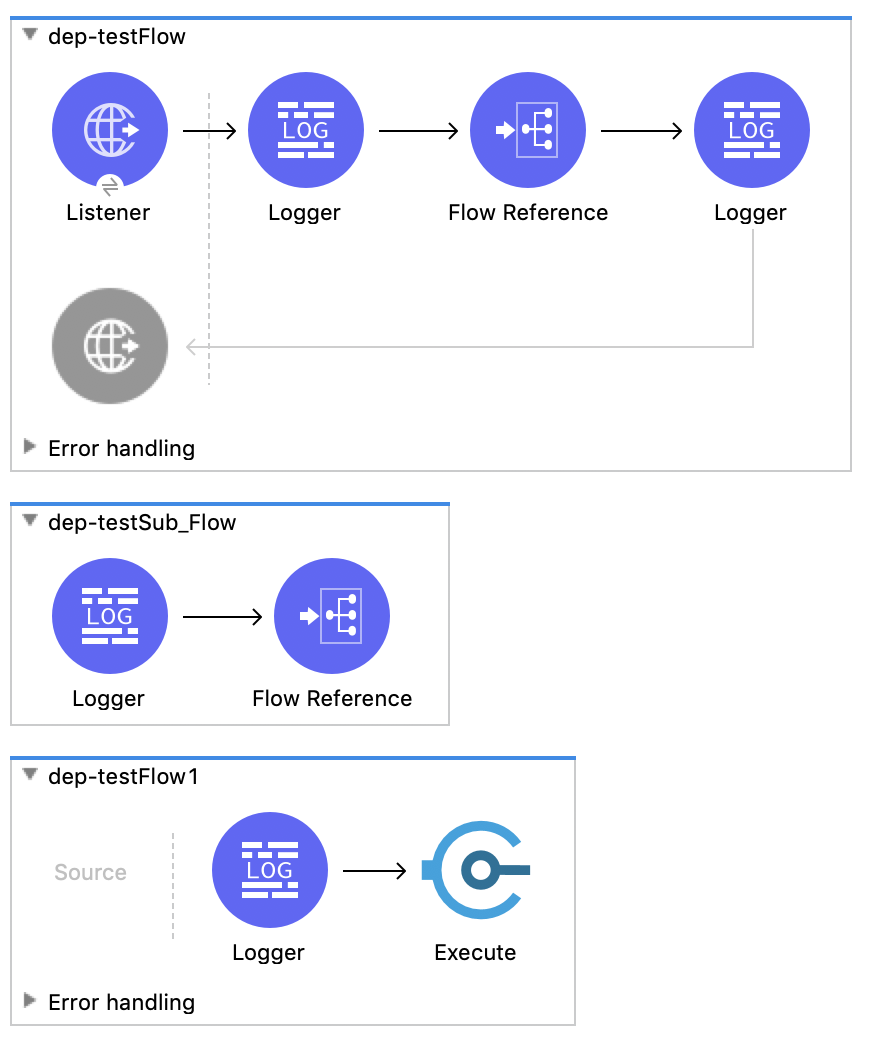 dep-testFlow
LOG LOG
Listener Logger Flow Reference Logger
Error handling
dep-testSub_Flow
LOG
Logger Flow Reference
dep-testFlow1
Source LOG
Logger Execute
Error handling